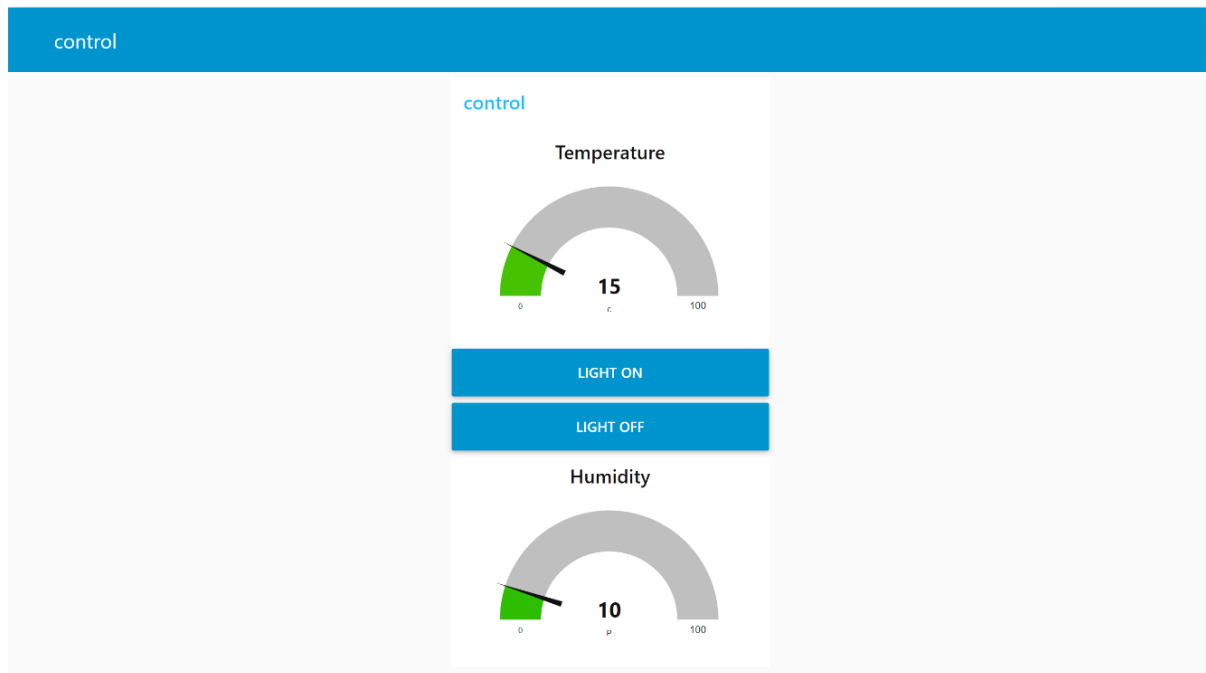 control
control
Temperature
15
c
0
100
LIGHT ON
LIGHT OFF
Humidity
10
P
0
100